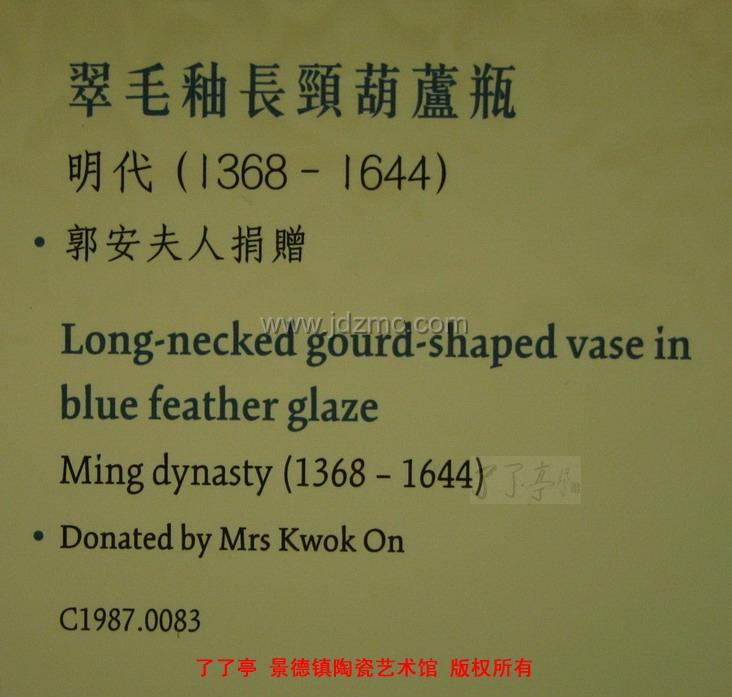 翠毛釉長頸葫蘆瓶
明代 (1368 – 1644)
• 郭安夫人捐贈
www.jdzmc.com
Long-necked gourd-shaped vase in
blue feather glaze
Ming dynasty (1368 – 1644)
了了亭
• Donated by Mrs Kwok On
C1987.0083
了了亭 景德镇陶瓷艺术馆 版权所有